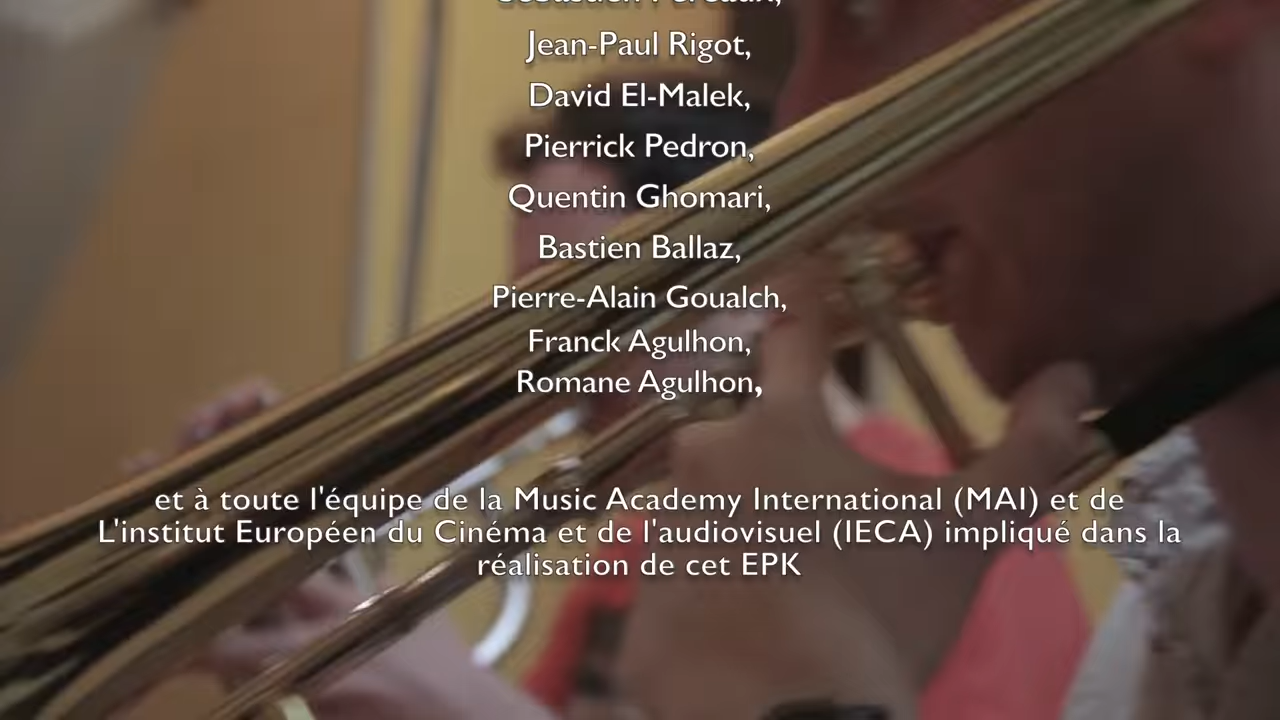 Jean-Paul Rigot,
David El-Malek,
Pierrick Pedron,
Quentin Ghomari,
Bastien Ballaz,
Pierre-Alain Goualch,
Franck Agulhon,
Romane Agulhon,
et à toute l'équipe de la Music Academy International (MAI) et de
L'institut Européen du Cinéma et de l'audiovisuel (IECA) impliqué dans la
réalisation de cet EPK